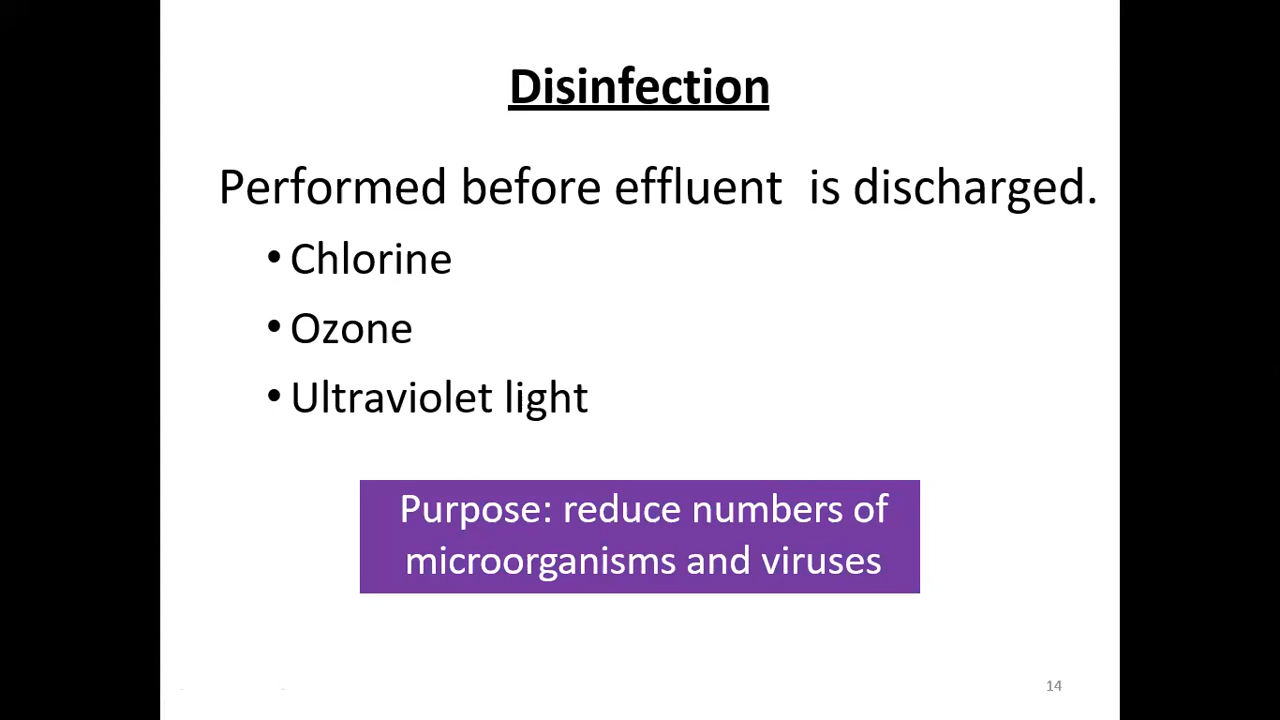 Disinfection
Performed before effluent  is discharged.
• Chlorine
• Ozone
• Ultraviolet light
Purpose: reduce numbers of
microorganisms and viruses
14